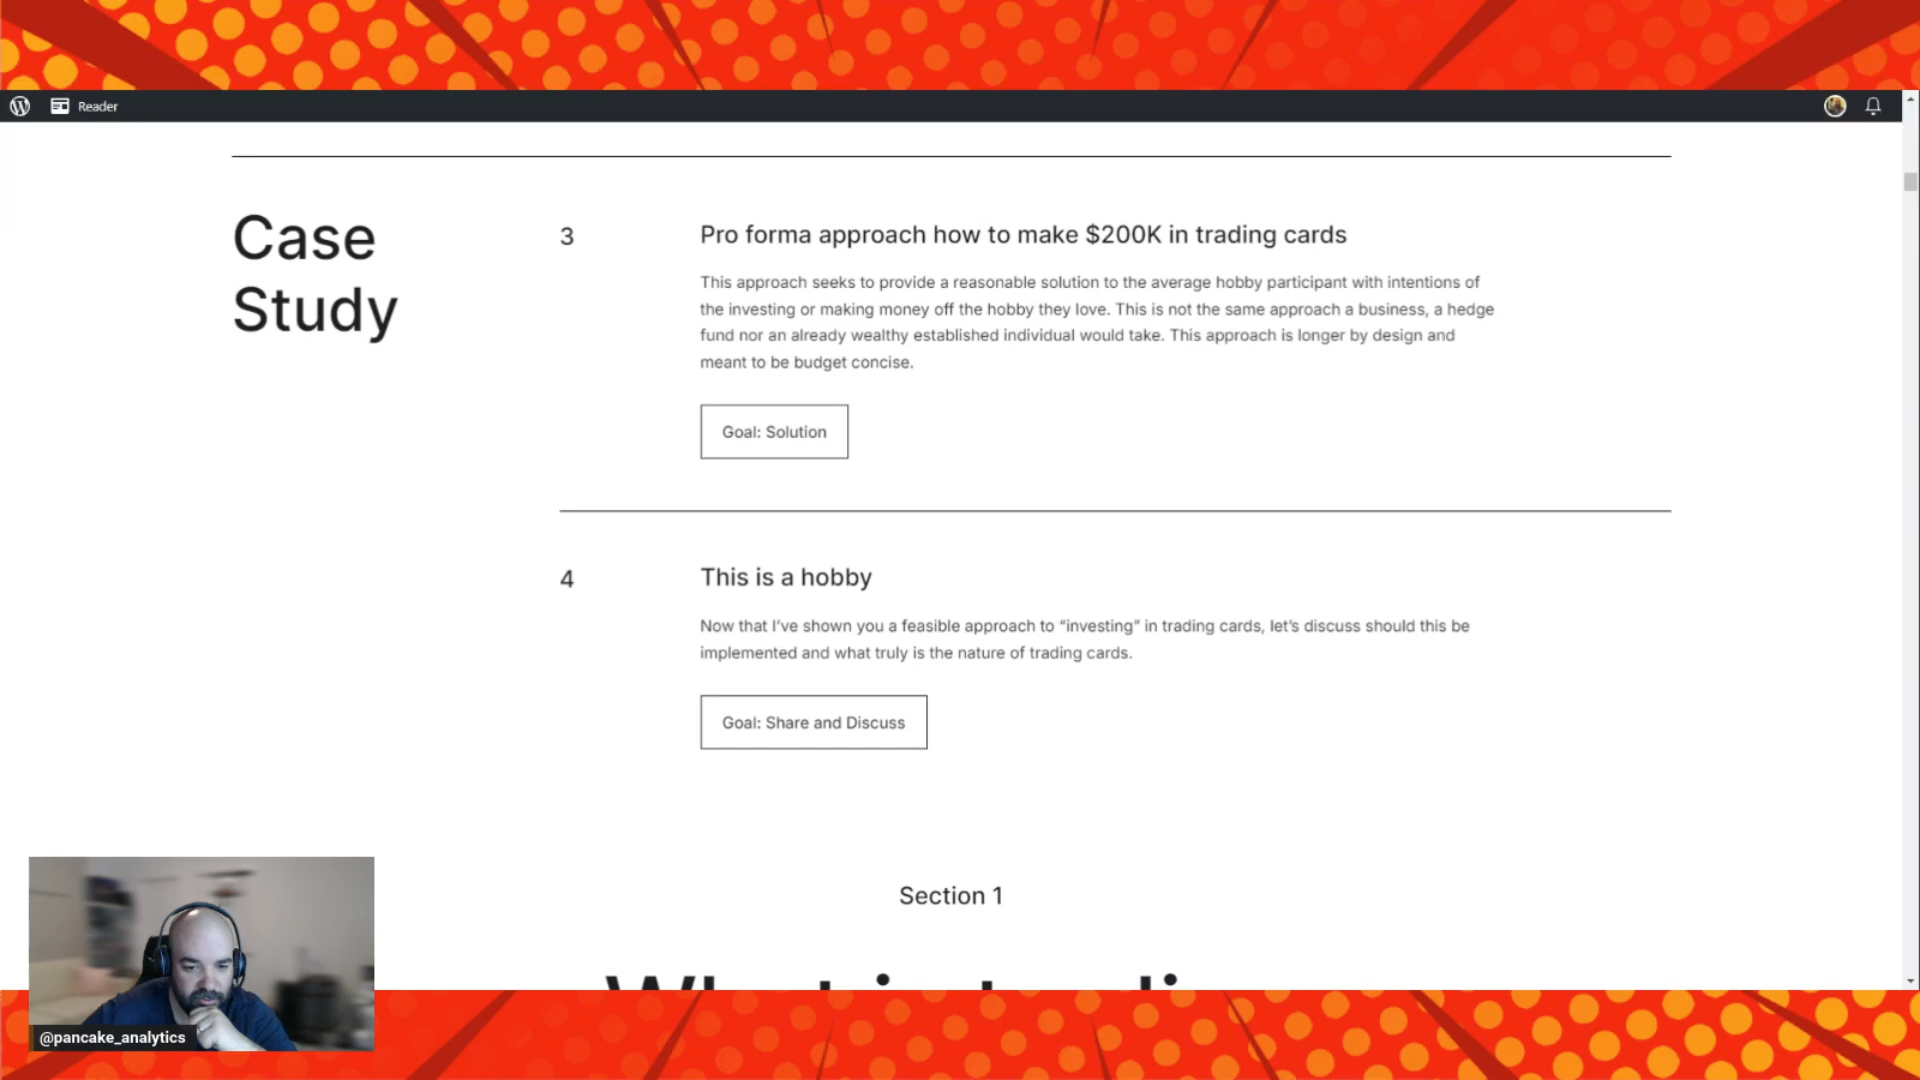 Reader
Case
Study
3
Pro forma approach how to make $200K in trading cards
This approach seeks to provide a reasonable solution to the average hobby participant with intentions of
the investing or making money off the hobby they love. This is not the same approach a business, a hedge
fund nor an already wealthy established individual would take. This approach is longer by design and
meant to be budget concise.
Goal: Solution
4
This is a hobby
Now that I’ve shown you a feasible approach to “investing” in trading cards, let’s discuss should this be
implemented and what truly is the nature of trading cards.
Goal: Share and Discuss
Section 1
@pancake_analytics